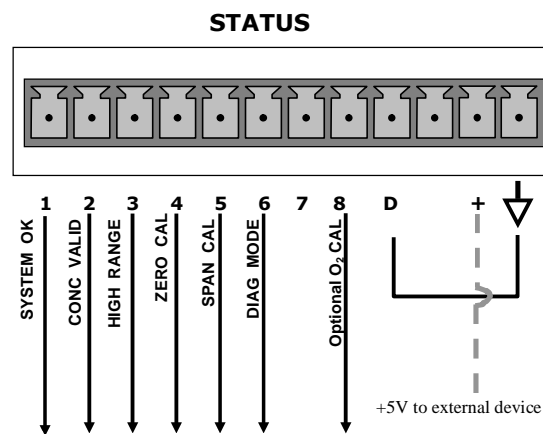 STATUS
1 2 3 4 5 6 7 8 D +
SYSTEM OK
CONC VALID
HIGH RANGE
ZERO CAL
SPAN CAL
DIAG MODE
Optional O₂ CAL
+5V to external device